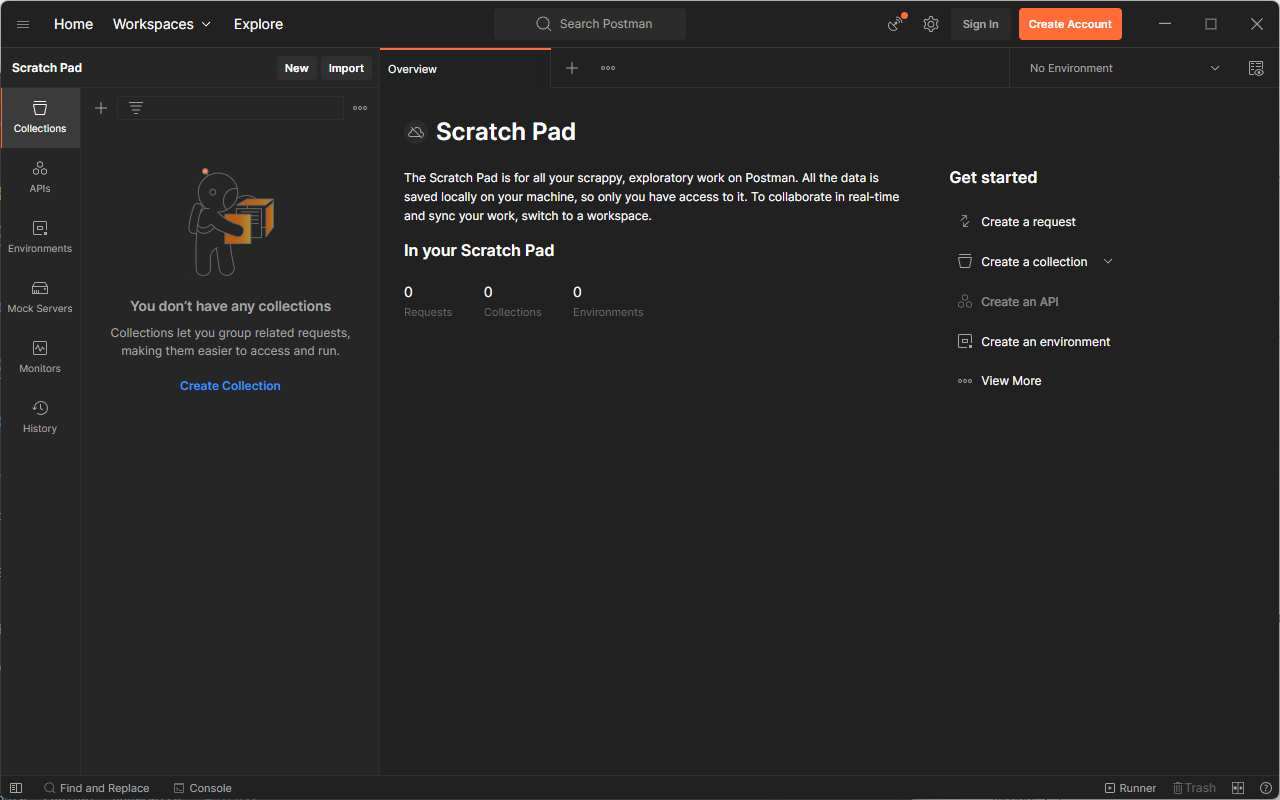 Home
Workspaces
Explore
Search Postman
Sign In
Create Account
Scratch Pad
New
Import
Overview
No Environment
Collections
APIs
Environments
Mock Servers
Monitors
History
You don’t have any collections
Collections let you group related requests,
making them easier to access and run.
Create Collection
Scratch Pad
The Scratch Pad is for all your scrappy, exploratory work on Postman. All the data is
saved locally on your machine, so only you have access to it. To collaborate in real-time
and sync your work, switch to a workspace.
In your Scratch Pad
0
Requests
0
Collections
0
Environments
Get started
Create a request
Create a collection
Create an API
Create an environment
View More
Find and Replace
Console
Runner
Trash